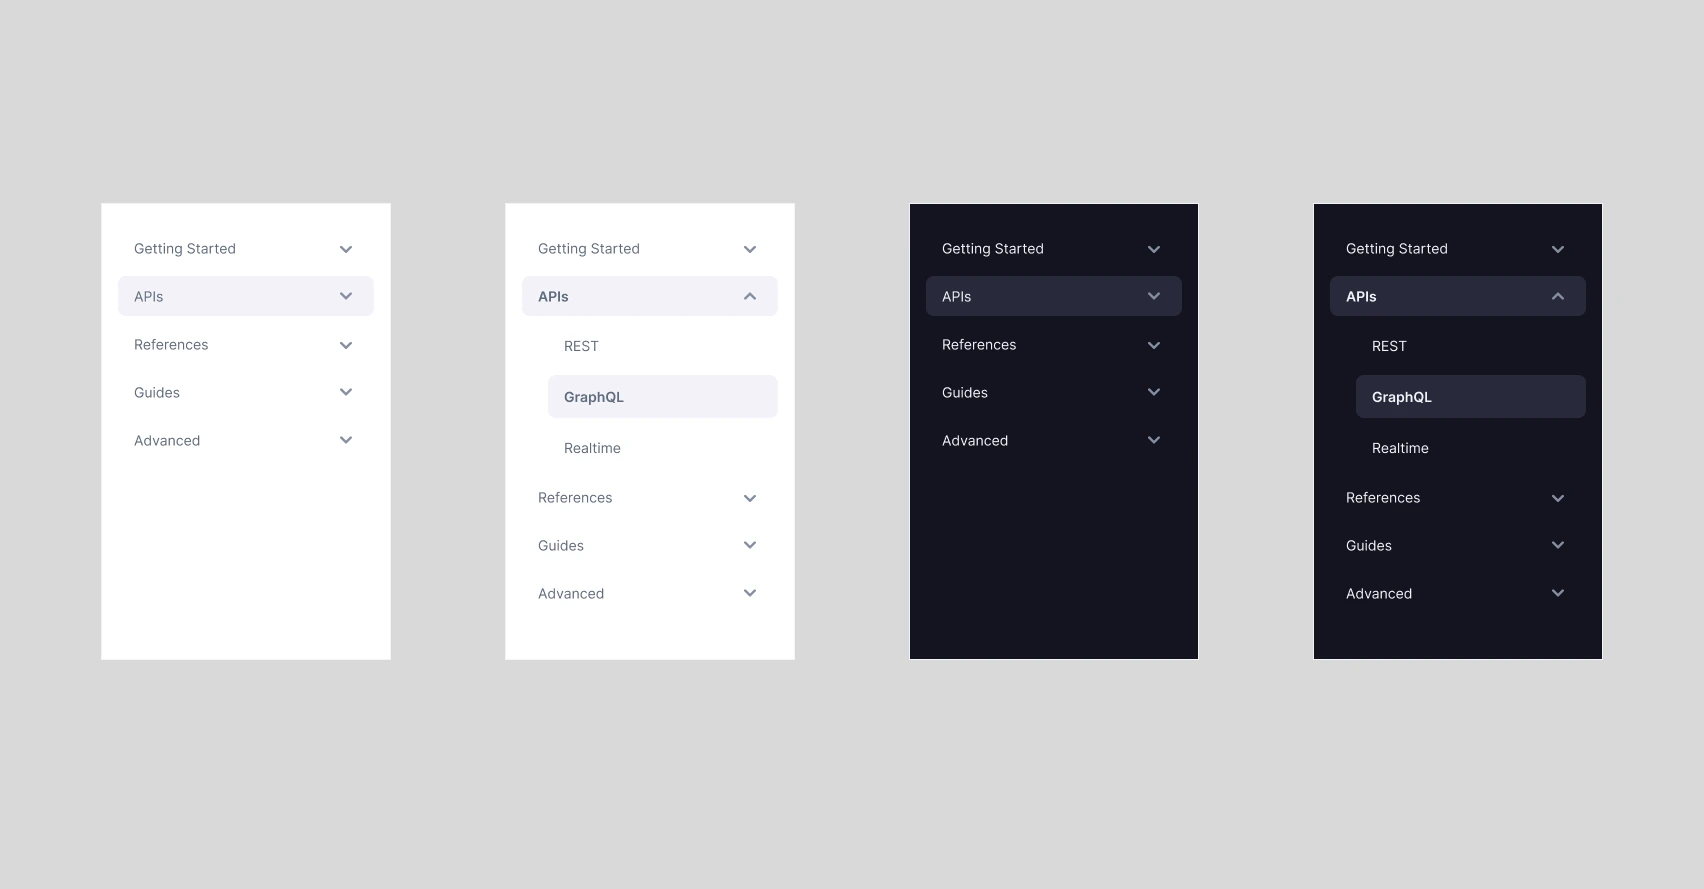 Getting Started
APIs
References
Guides
Advanced
Getting Started
APIs
REST
GraphQL
Realtime
References
Guides
Advanced
Getting Started
APIs
References
Guides
Advanced
Getting Started
APIs
REST
GraphQL
Realtime
References
Guides
Advanced